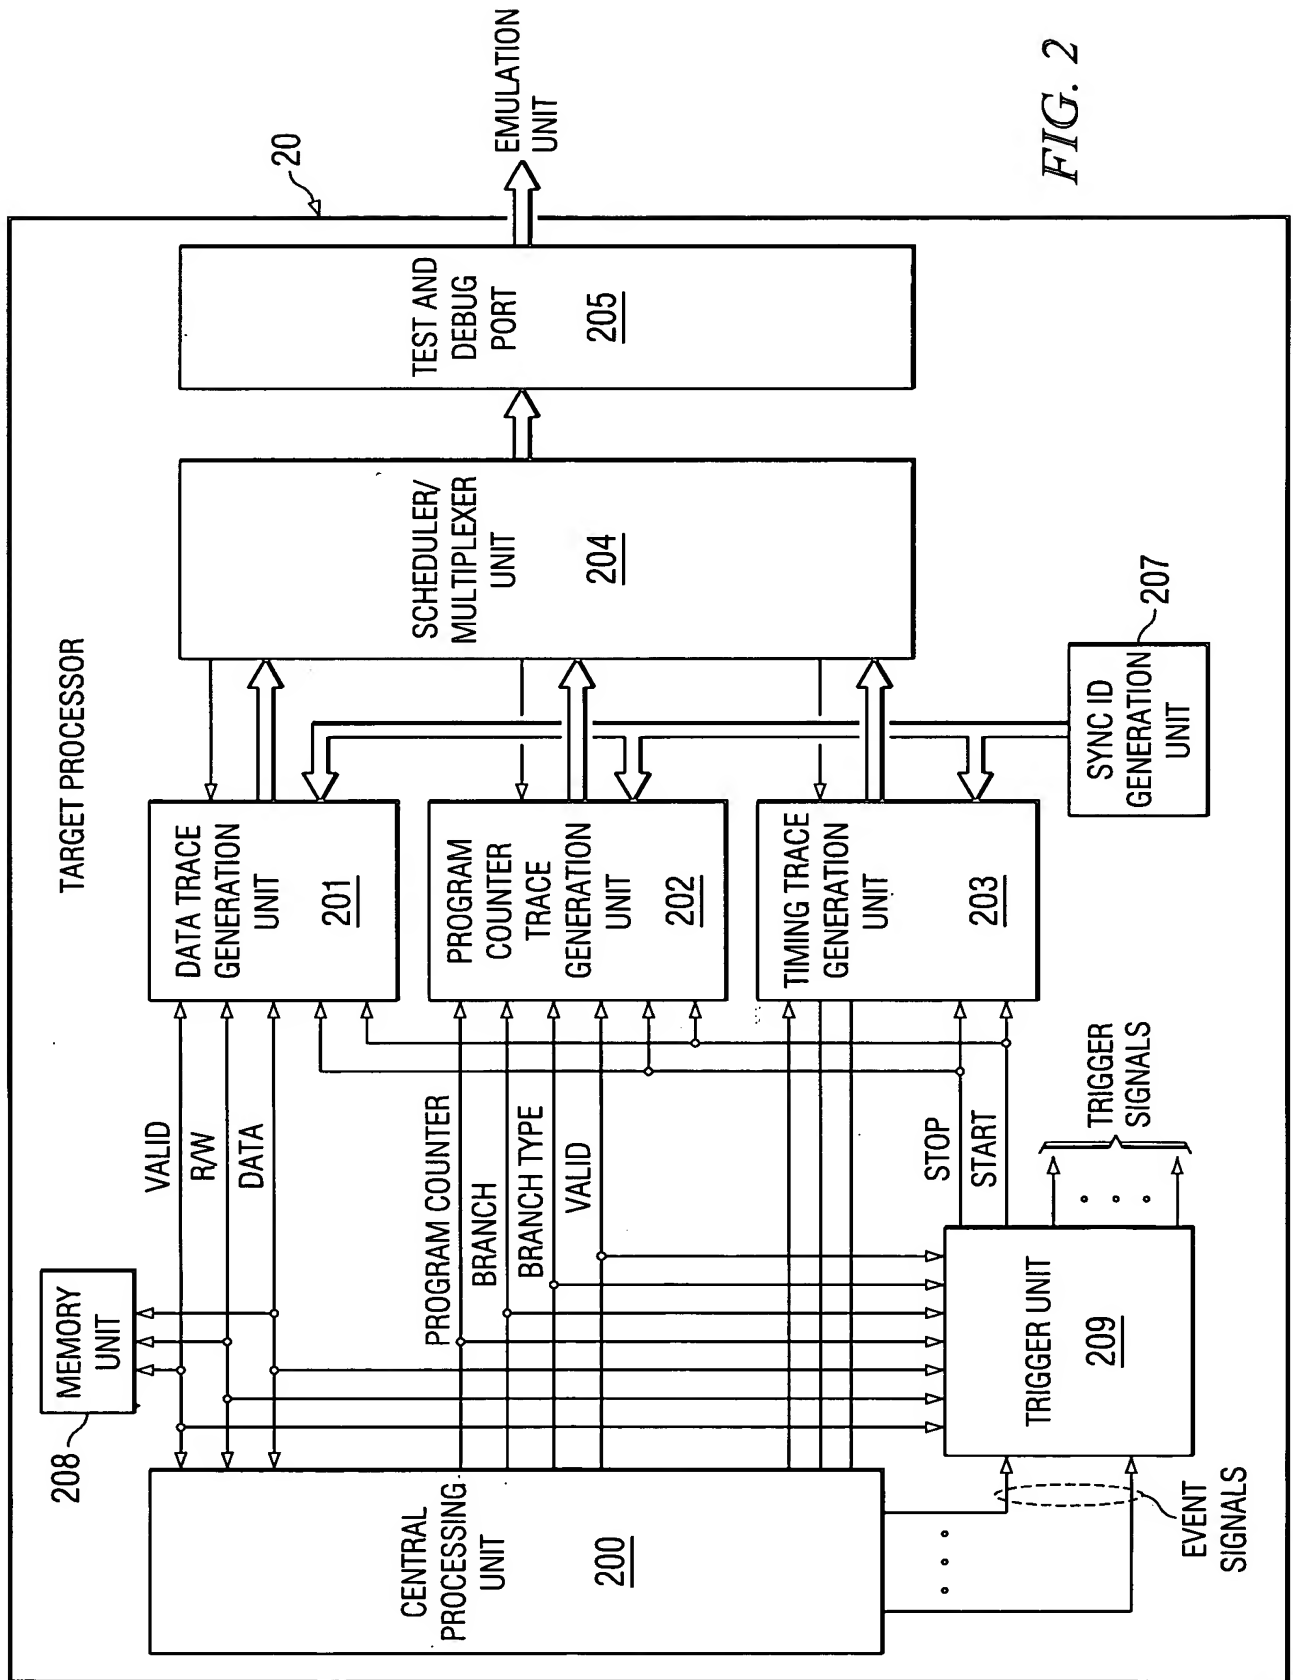 TARGET PROCESSOR
20
208
MEMORY
UNIT
VALID
R/W
DATA
CENTRAL
PROCESSING
UNIT
200
PROGRAM COUNTER
BRANCH
BRANCH TYPE
VALID
DATA TRACE
GENERATION
UNIT
201
PROGRAM
COUNTER
TRACE
GENERATION
UNIT
202
TIMING TRACE
GENERATION
UNIT
203
SCHEDULER/
MULTIPLEXER
UNIT
204
TEST AND
DEBUG
PORT
205
EMULATION
UNIT
STOP
START
TRIGGER UNIT
209
TRIGGER
SIGNALS
EVENT
SIGNALS
SYNC ID
GENERATION
UNIT
207
FIG. 2